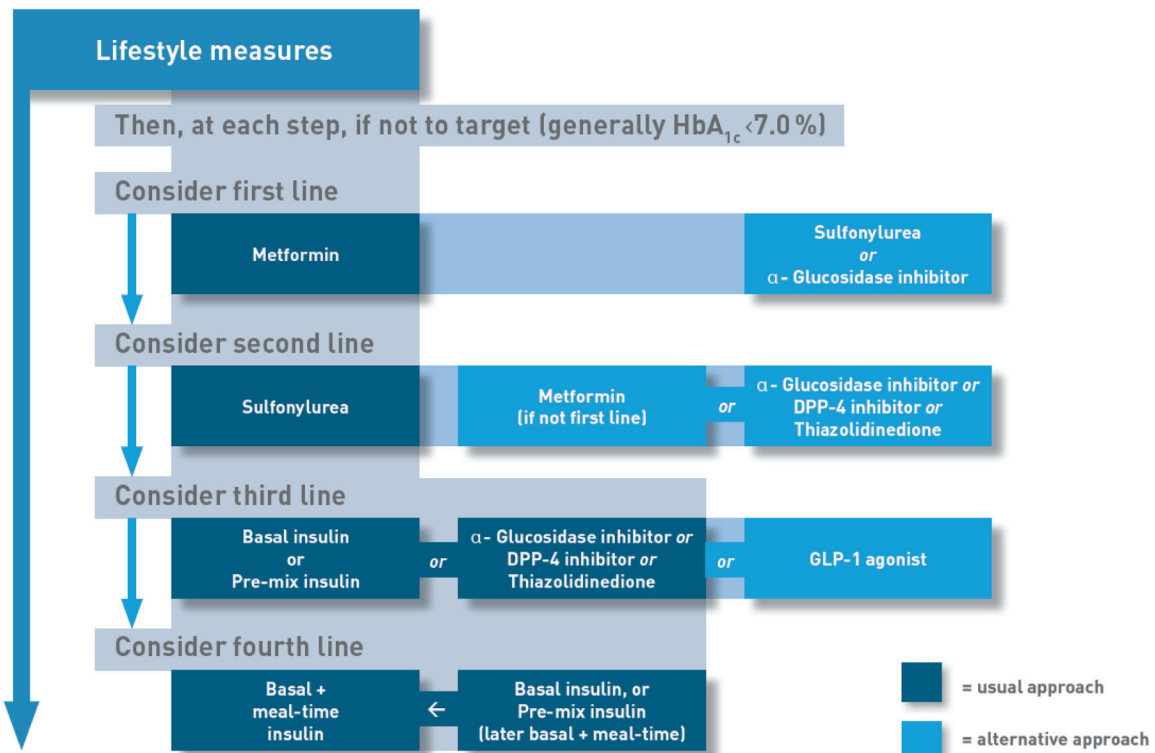 Lifestyle measures
Then, at each step, if not to target (generally HbA1c <7.0%)
Consider first line
Metformin
Sulfonylurea
or
α- Glucosidase inhibitor
Consider second line
Sulfonylurea
Metformin
(if not first line)
or
α- Glucosidase inhibitor or
DPP-4 inhibitor or
Thiazolidinedione
Consider third line
Basal insulin
or
Pre-mix insulin
or
α- Glucosidase inhibitor or
DPP-4 inhibitor or
Thiazolidinedione
or
GLP-1 agonist
Consider fourth line
Basal +
meal-time
insulin
←
Basal insulin, or
Pre-mix insulin
(later basal + meal-time)
= usual approach
= alternative approach